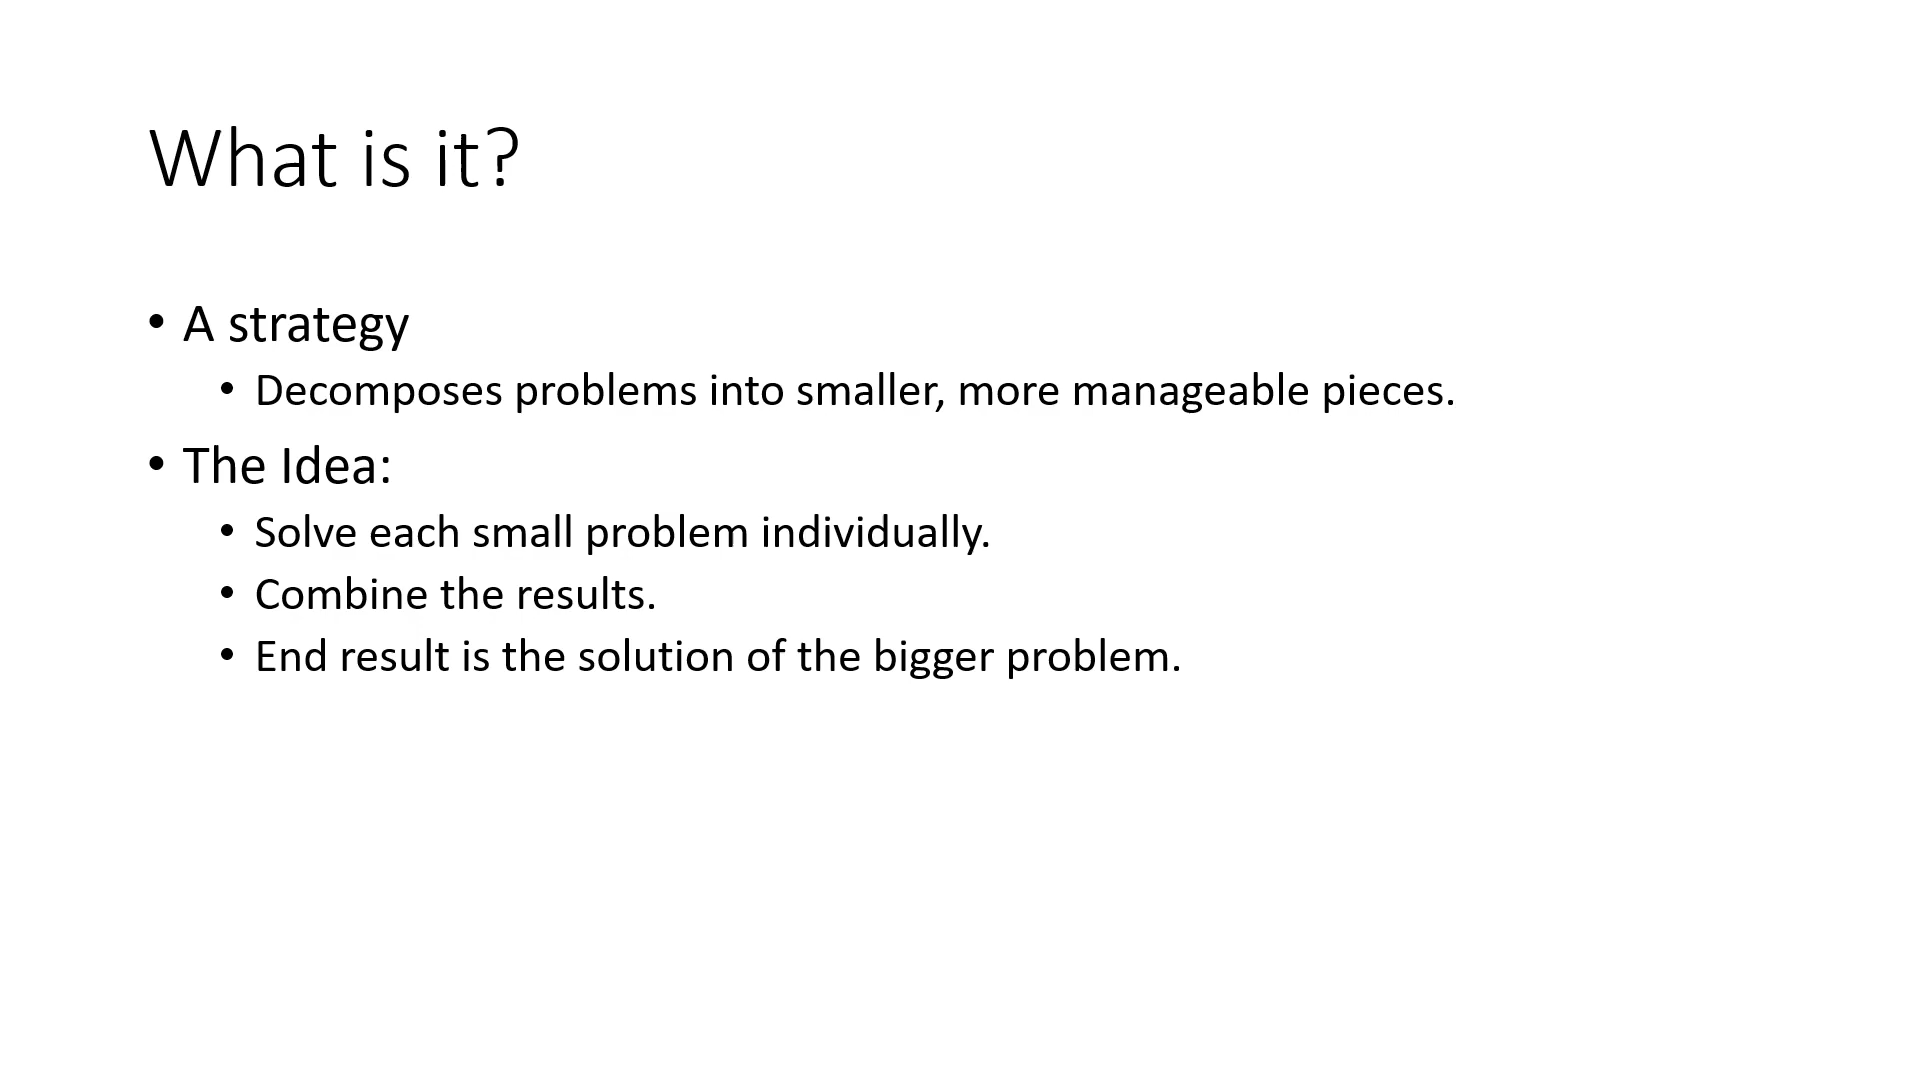 What is it?
• A strategy
• Decomposes problems into smaller, more manageable pieces.
• The Idea:
• Solve each small problem individually.
• Combine the results.
• End result is the solution of the bigger problem.